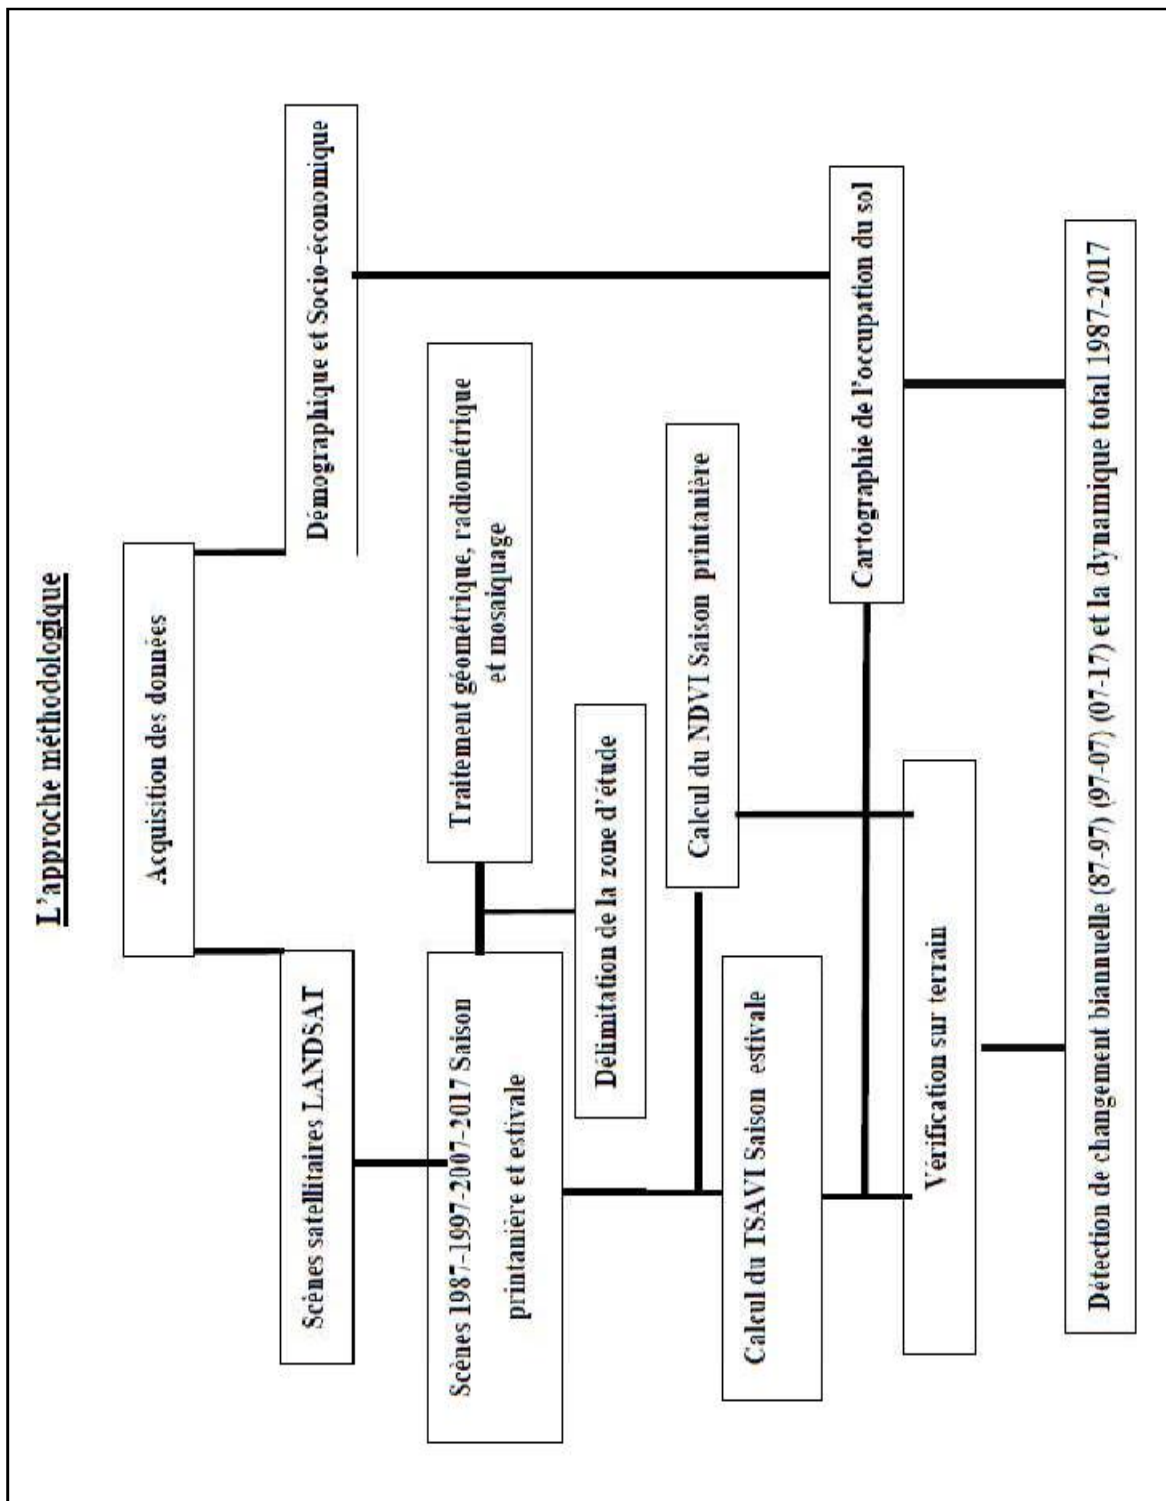 L'approche méthodologique
Acquisition des données
Scènes satellitaires LANDSAT
Démographique et Socio-économique
Scènes 1987-1997-2007-2017 Saison
printanière et estivale
Traitement géométrique, radiométrique
et mosaiquage
Délimitation de la zone d'étude
Calcul du TSAVI Saison estivale
Calcul du NDVI Saison printanière
Vérification sur terrain
Cartographie de l'occupation du sol
Détection de changement biannuelle (87-97) (97-07) (07-17) et la dynamique total 1987-2017